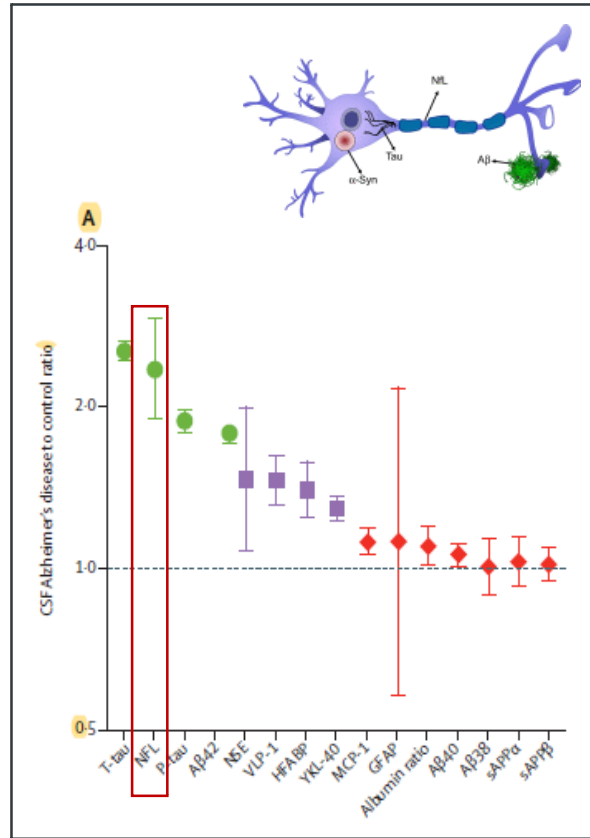 NfL
Tau
α-Syn
Aβ
A
4·0
2·0
1·0
0·5
CSF Alzheimer's disease to control ratio
T-tau
NFL
P-tau
Aβ42
NSE
VLP-1
HFABP
YKL-40
MCP-1
GFAP
Albumin ratio
Aβ40
Aβ38
sAPPα
sAPPβ